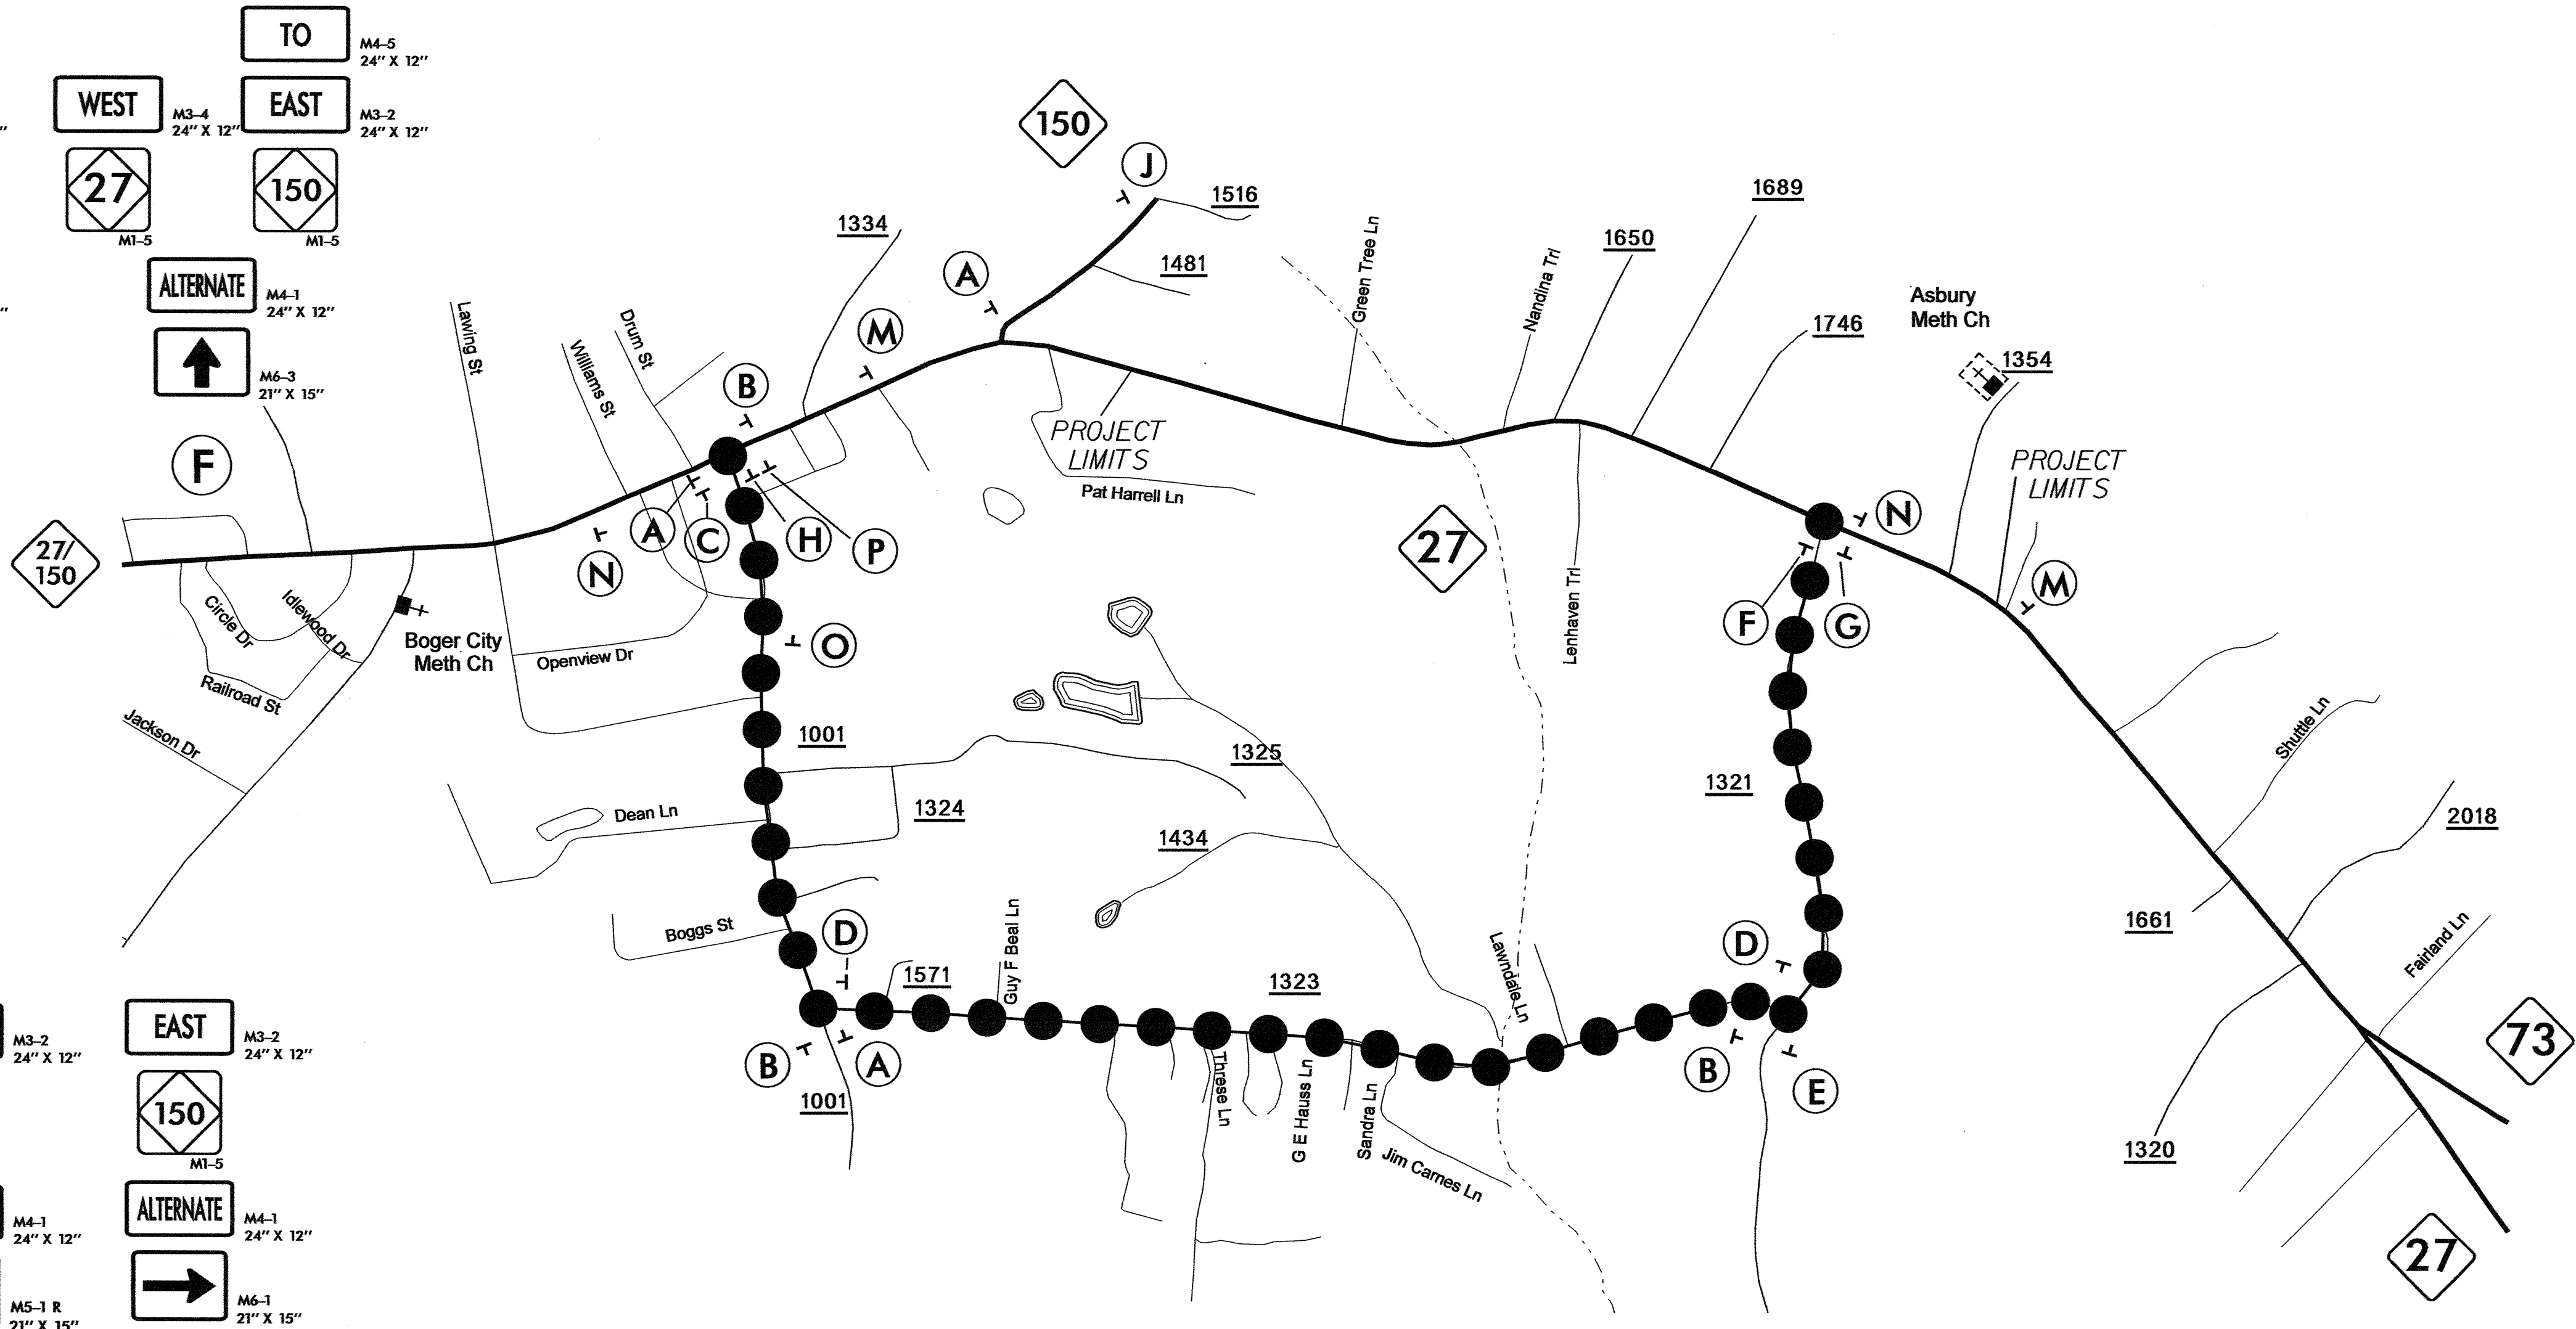 TO
M4–5
24" X 12"
WEST
M3–4
24" X 12"
EAST
M3–2
24" X 12"
27
M1–5
150
M1–5
ALTERNATE
M4–1
24" X 12"
M6–3
21" X 15"
F
27/
150
150
J
1516
1481
1334
A
M
B
Lawing St
Williams St
Drum St
N
A
C
H
P
O
Circle Dr
Idlewood Dr
Railroad St
Jackson Dr
Boger City
Meth Ch
Openview Dr
1001
Dean Ln
1324
Boggs St
D
1571
Guy F Beal Ln
B
A
1001
PROJECT
LIMITS
Pat Harrell Ln
Green Tree Ln
Nandina Trl
1650
1689
1746
Asbury
Meth Ch
1354
PROJECT
LIMITS
27
Lenhaven Trl
N
M
F
G
1325
1434
1321
1323
Lawndale Ln
Threse Ln
G E Hauss Ln
Sandra Ln
Jim Carnes Ln
D
B
E
Shuttle Ln
2018
1661
Fairland Ln
1320
73
27
M3–2
24" X 12"
EAST
M3–2
24" X 12"
150
M1–5
M4–1
24" X 12"
ALTERNATE
M4–1
24" X 12"
M5–1 R
21" X 15"
M6–1
21" X 15"